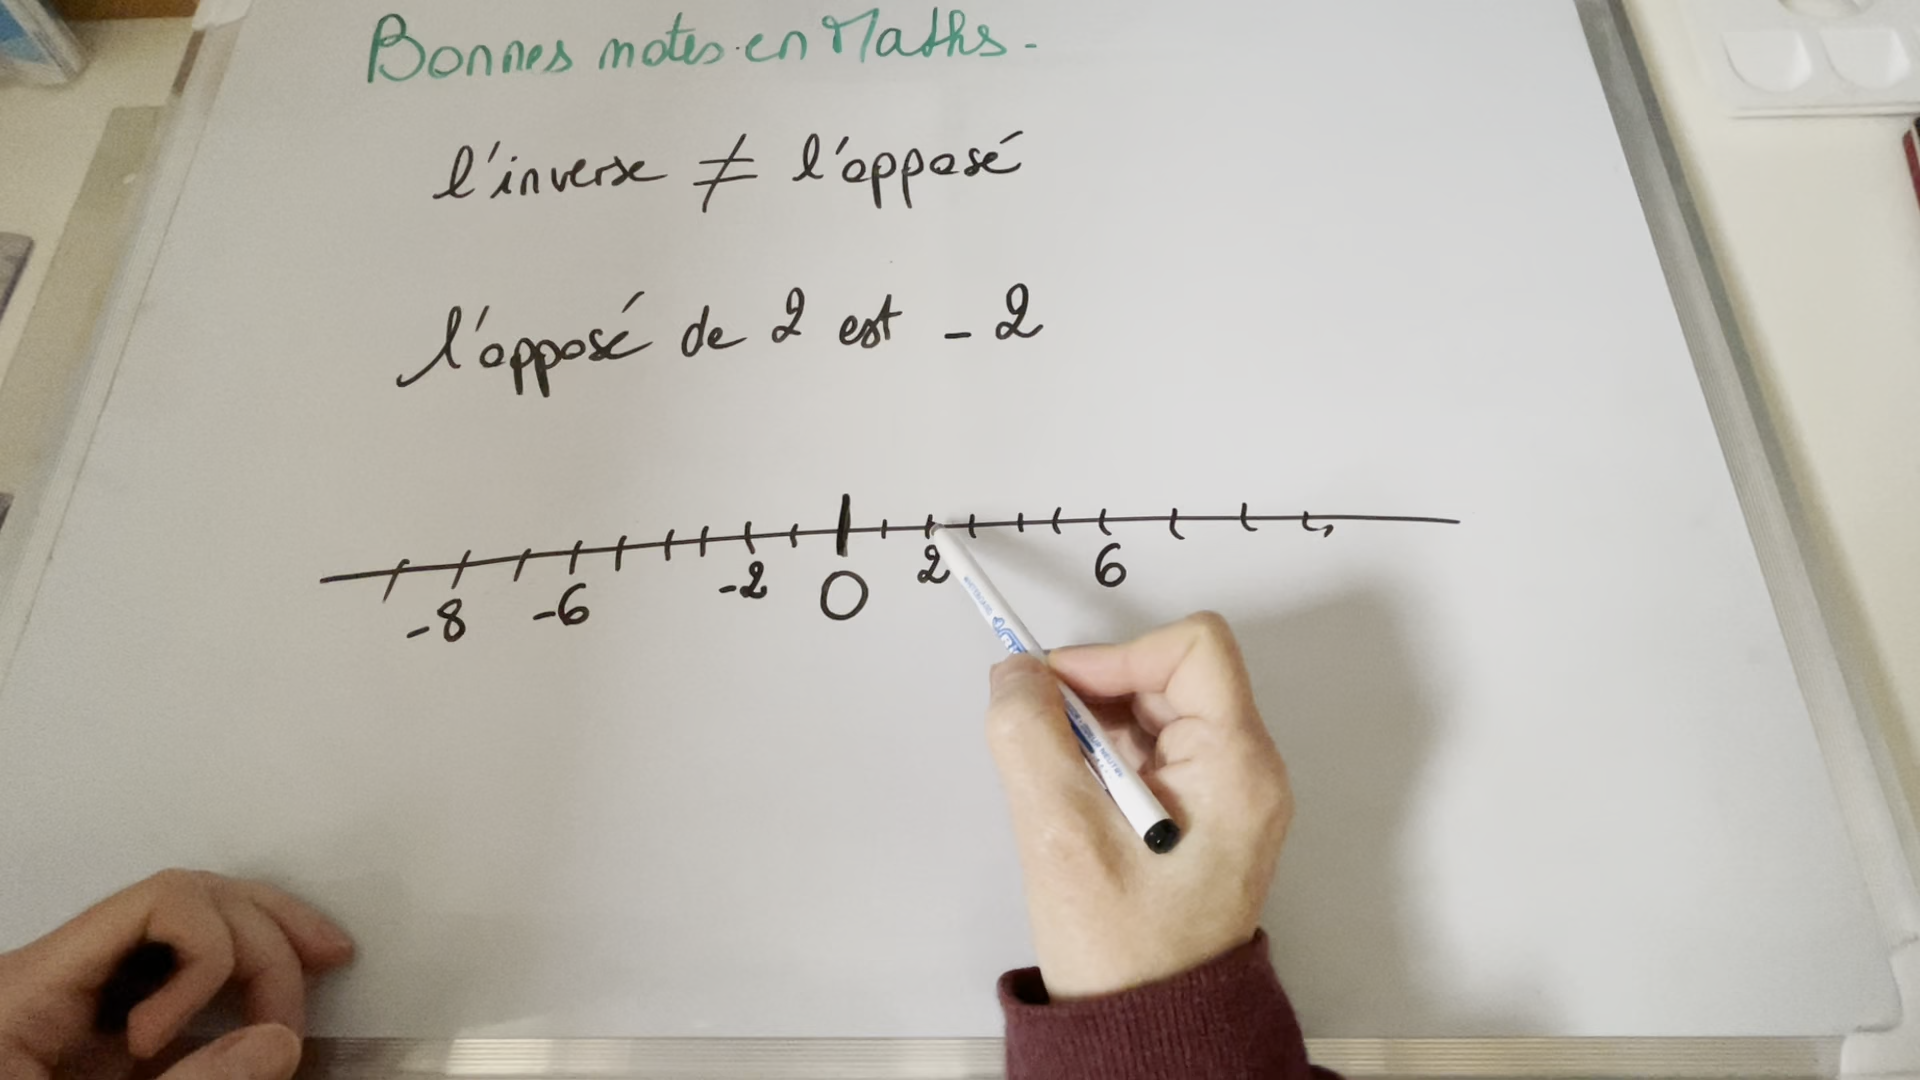 Bonnes notes en Maths.
l'inverse ≠ l'opposé
l'opposé de 2 est -2
-8 -6 -2 0 2 6